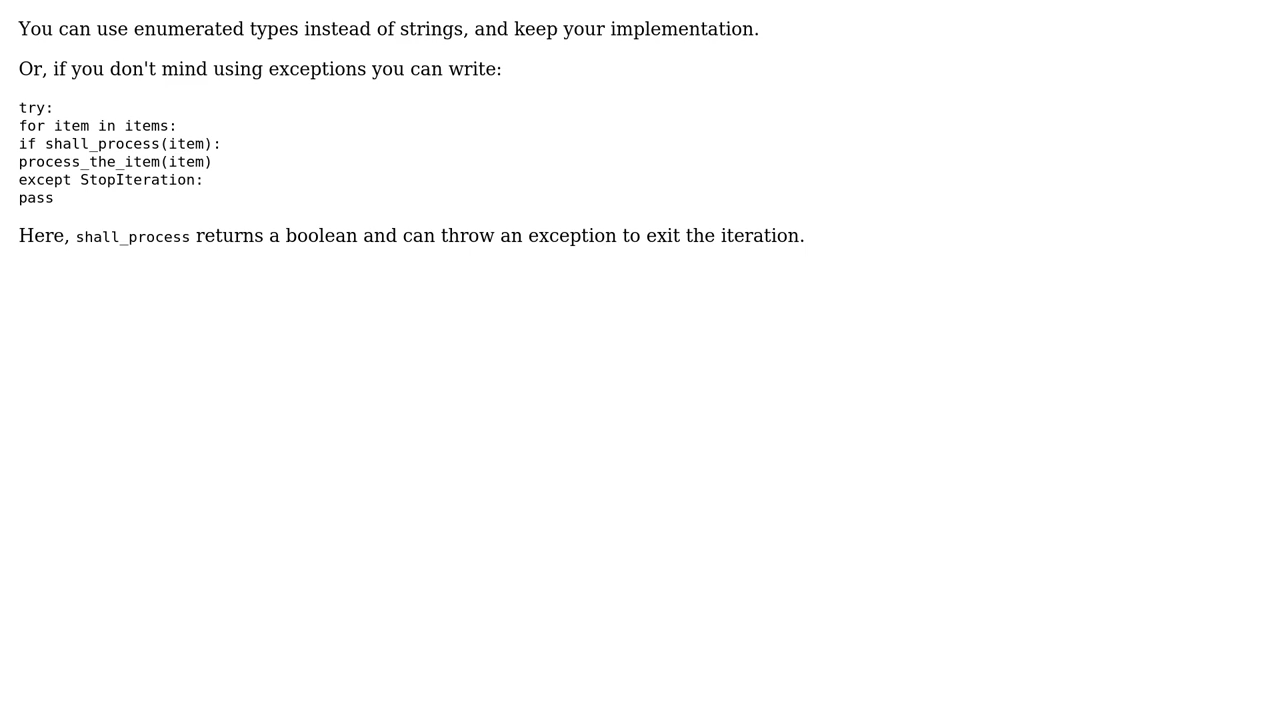 You can use enumerated types instead of strings, and keep your implementation.
Or, if you don't mind using exceptions you can write:
try:
for item in items:
if shall_process(item):
process_the_item(item)
except StopIteration:
pass
Here, shall_process returns a boolean and can throw an exception to exit the iteration.